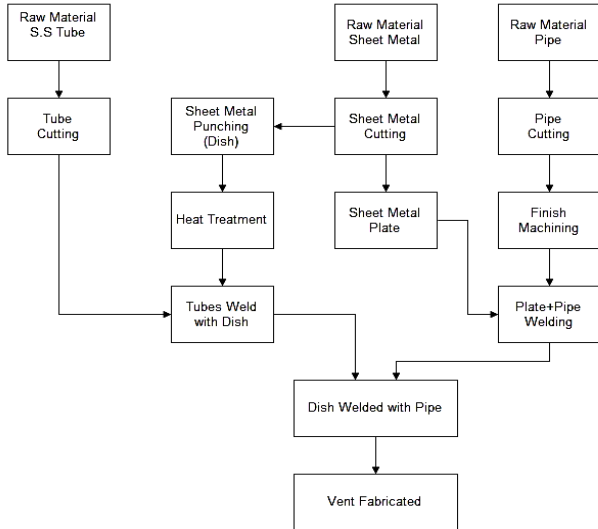 Raw Material
S.S Tube
Raw Material
Sheet Metal
Raw Material
Pipe
Tube
Cutting
Sheet Metal
Punching
(Dish)
Sheet Metal
Cutting
Pipe
Cutting
Heat Treatment
Sheet Metal
Plate
Finish
Machining
Tubes Weld
with Dish
Plate+Pipe
Welding
Dish Welded with Pipe
Vent Fabricated